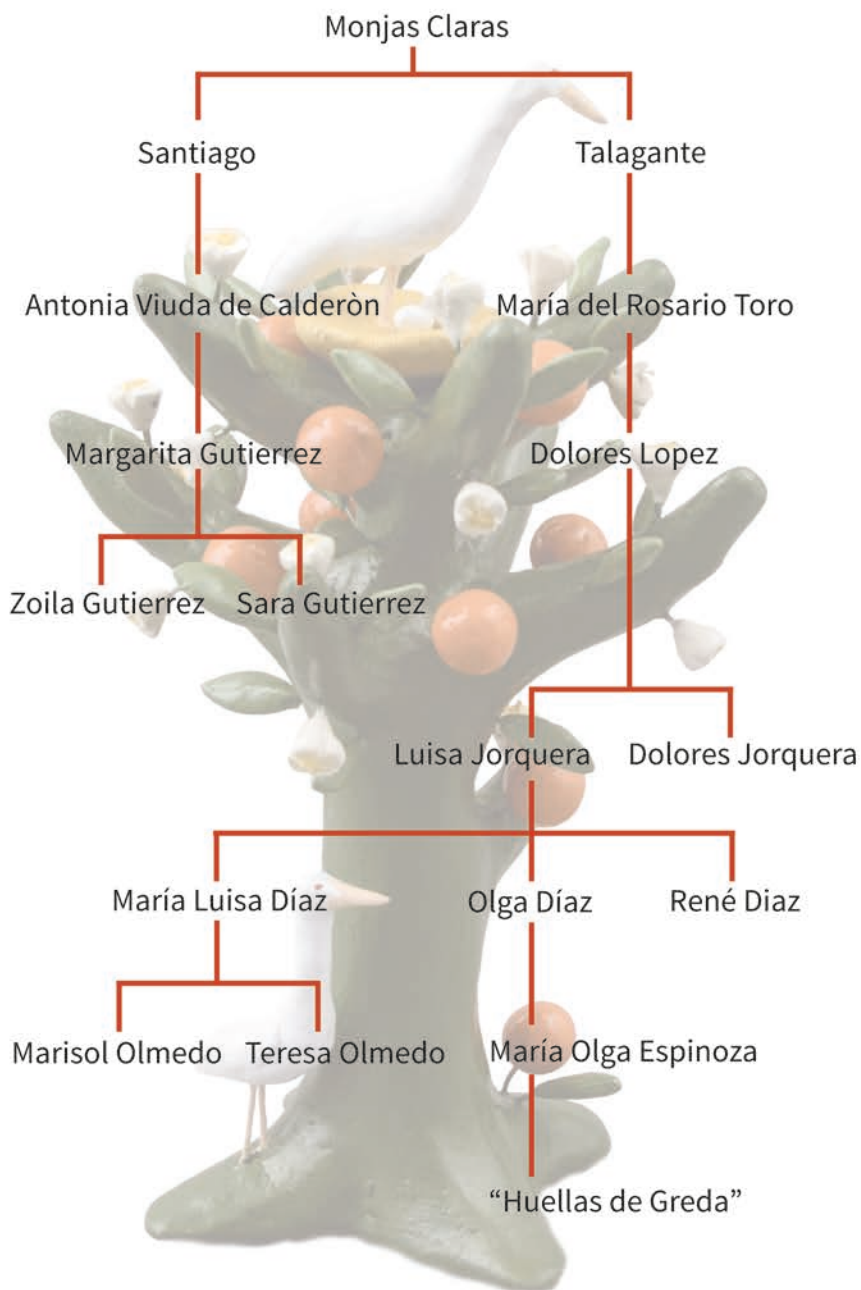 Monjas Claras
Santiago
Talagante
Antonia Viuda de Calderòn
María del Rosario Toro
Margarita Gutierrez
Dolores Lopez
Zoila Gutierrez
Sara Gutierrez
Luisa Jorquera
Dolores Jorquera
María Luisa Díaz
Olga Díaz
René Diaz
Marisol Olmedo
Teresa Olmedo
María Olga Espinoza
“Huellas de Greda”